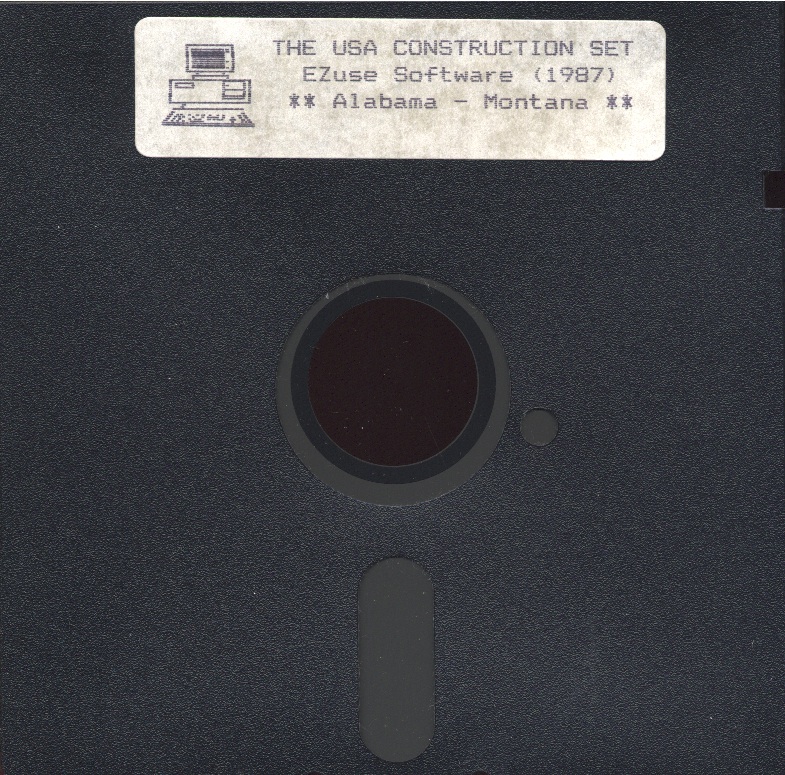 THE USA CONSTRUCTION SET
EZuse Software (1987)
** Alabama - Montana **